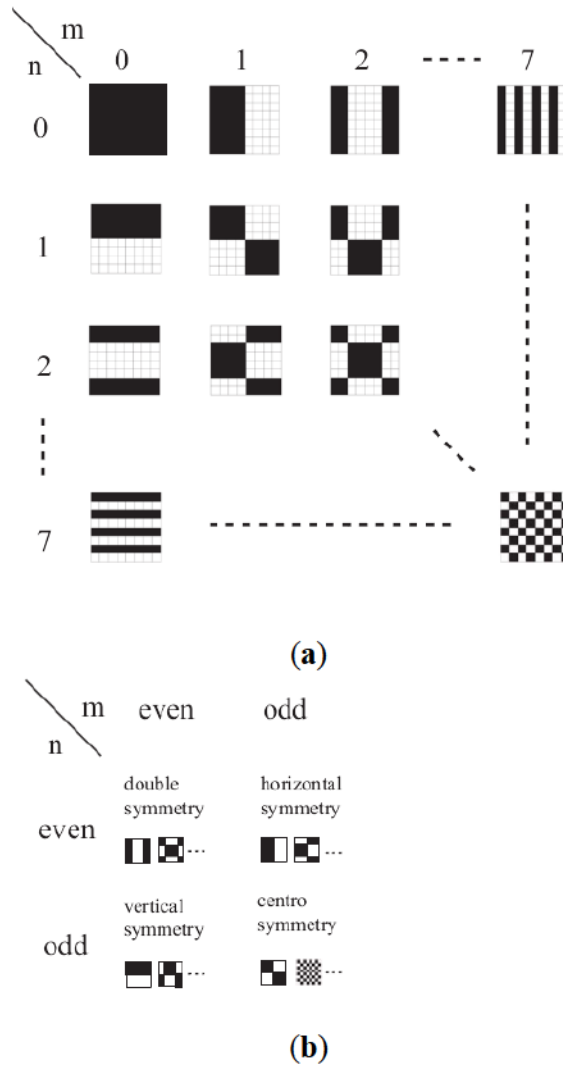 m
n
0 1 2 7
0
1
2
7
(a)
m even odd
n
double horizontal
symmetry symmetry
even
vertical centro
symmetry symmetry
odd
(b)